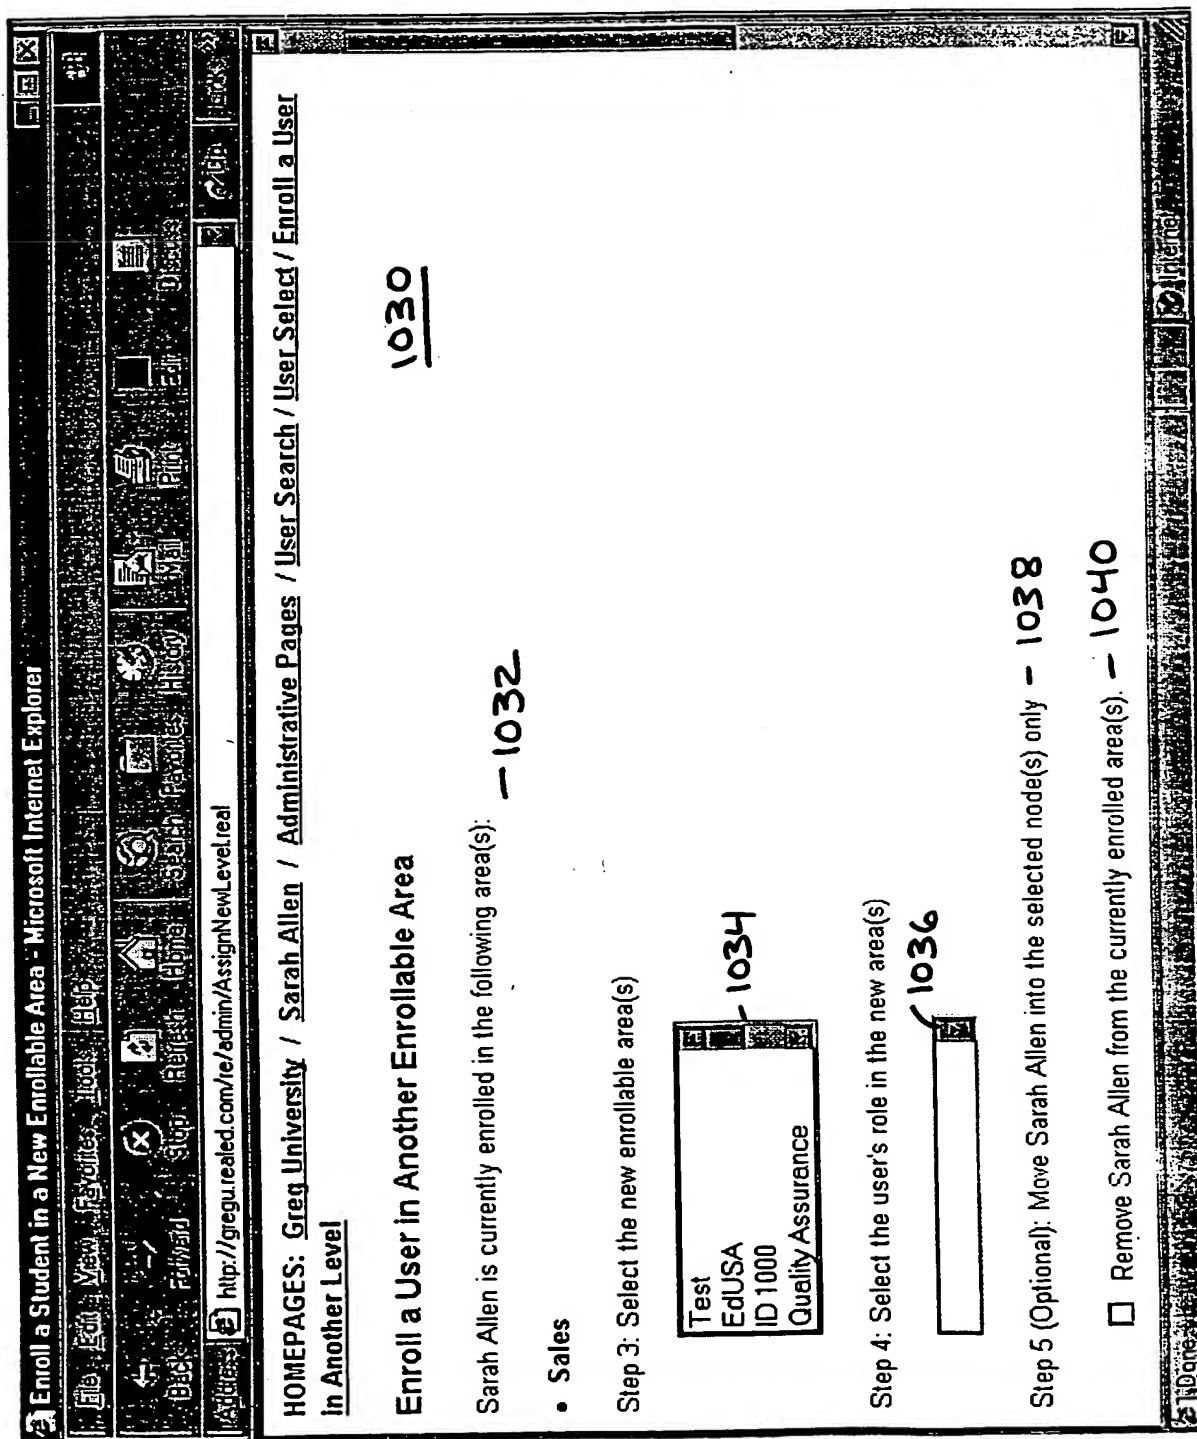 Enroll a Student in a New Enrollable Area - Microsoft Internet Explorer
File Edit View Favorites Tools Help
Back Forward Stop Refresh Home Search Favorites History Mail Print Edit Discuss
Address http://gregu.realed.com/re/admin/AssignNewLevel.real Links
HOMEPAGES: Greg University / Sarah Allen / Administrative Pages / User Search / User Select / Enroll a User
In Another Level
1030
Enroll a User in Another Enrollable Area
Sarah Allen is currently enrolled in the following area(s): – 1032
• Sales
Step 3: Select the new enrollable area(s)
Test
EdUSA
ID 1000
Quality Assurance
1034
Step 4: Select the user's role in the new area(s)
1036
Step 5 (Optional): Move Sarah Allen into the selected node(s) only – 1038
Remove Sarah Allen from the currently enrolled area(s). – 1040
Done
Internet